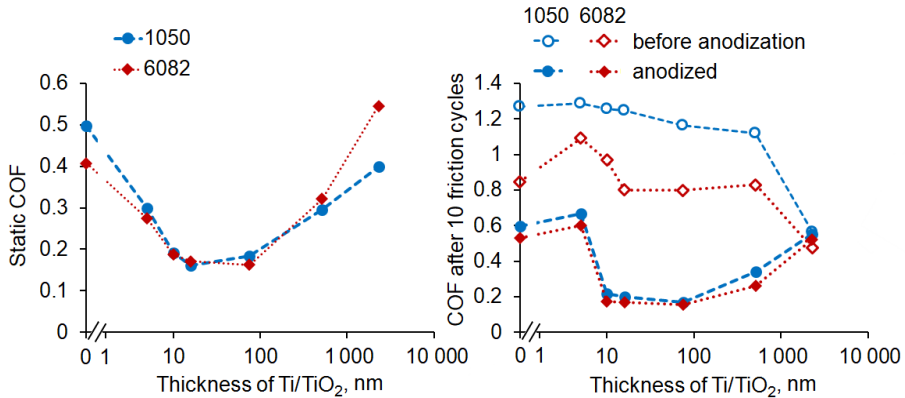 1050
6082
Static COF
0.6
0.5
0.4
0.3
0.2
0.1
0
0 1 10 100 1 000 10 000
Thickness of Ti/TiO₂, nm
1050 6082
before anodization
anodized
COF after 10 friction cycles
1.4
1.2
1
0.8
0.6
0.4
0.2
0
0 1 10 100 1 000 10 000
Thickness of Ti/TiO₂, nm